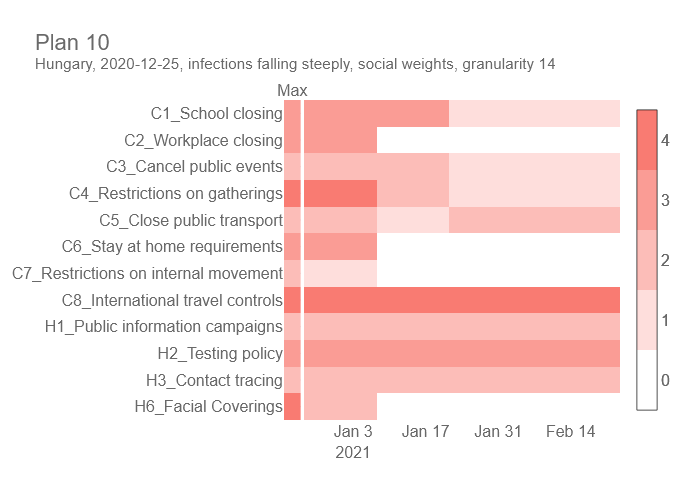 Plan 10
Hungary, 2020-12-25, infections falling steeply, social weights, granularity 14
Max
C1_School closing
C2_Workplace closing
C3_Cancel public events
C4_Restrictions on gatherings
C5_Close public transport
C6_Stay at home requirements
C7_Restrictions on internal movement
C8_International travel controls
H1_Public information campaigns
H2_Testing policy
H3_Contact tracing
H6_Facial Coverings
Jan 3 Jan 17 Jan 31 Feb 14
2021
4
3
2
1
0